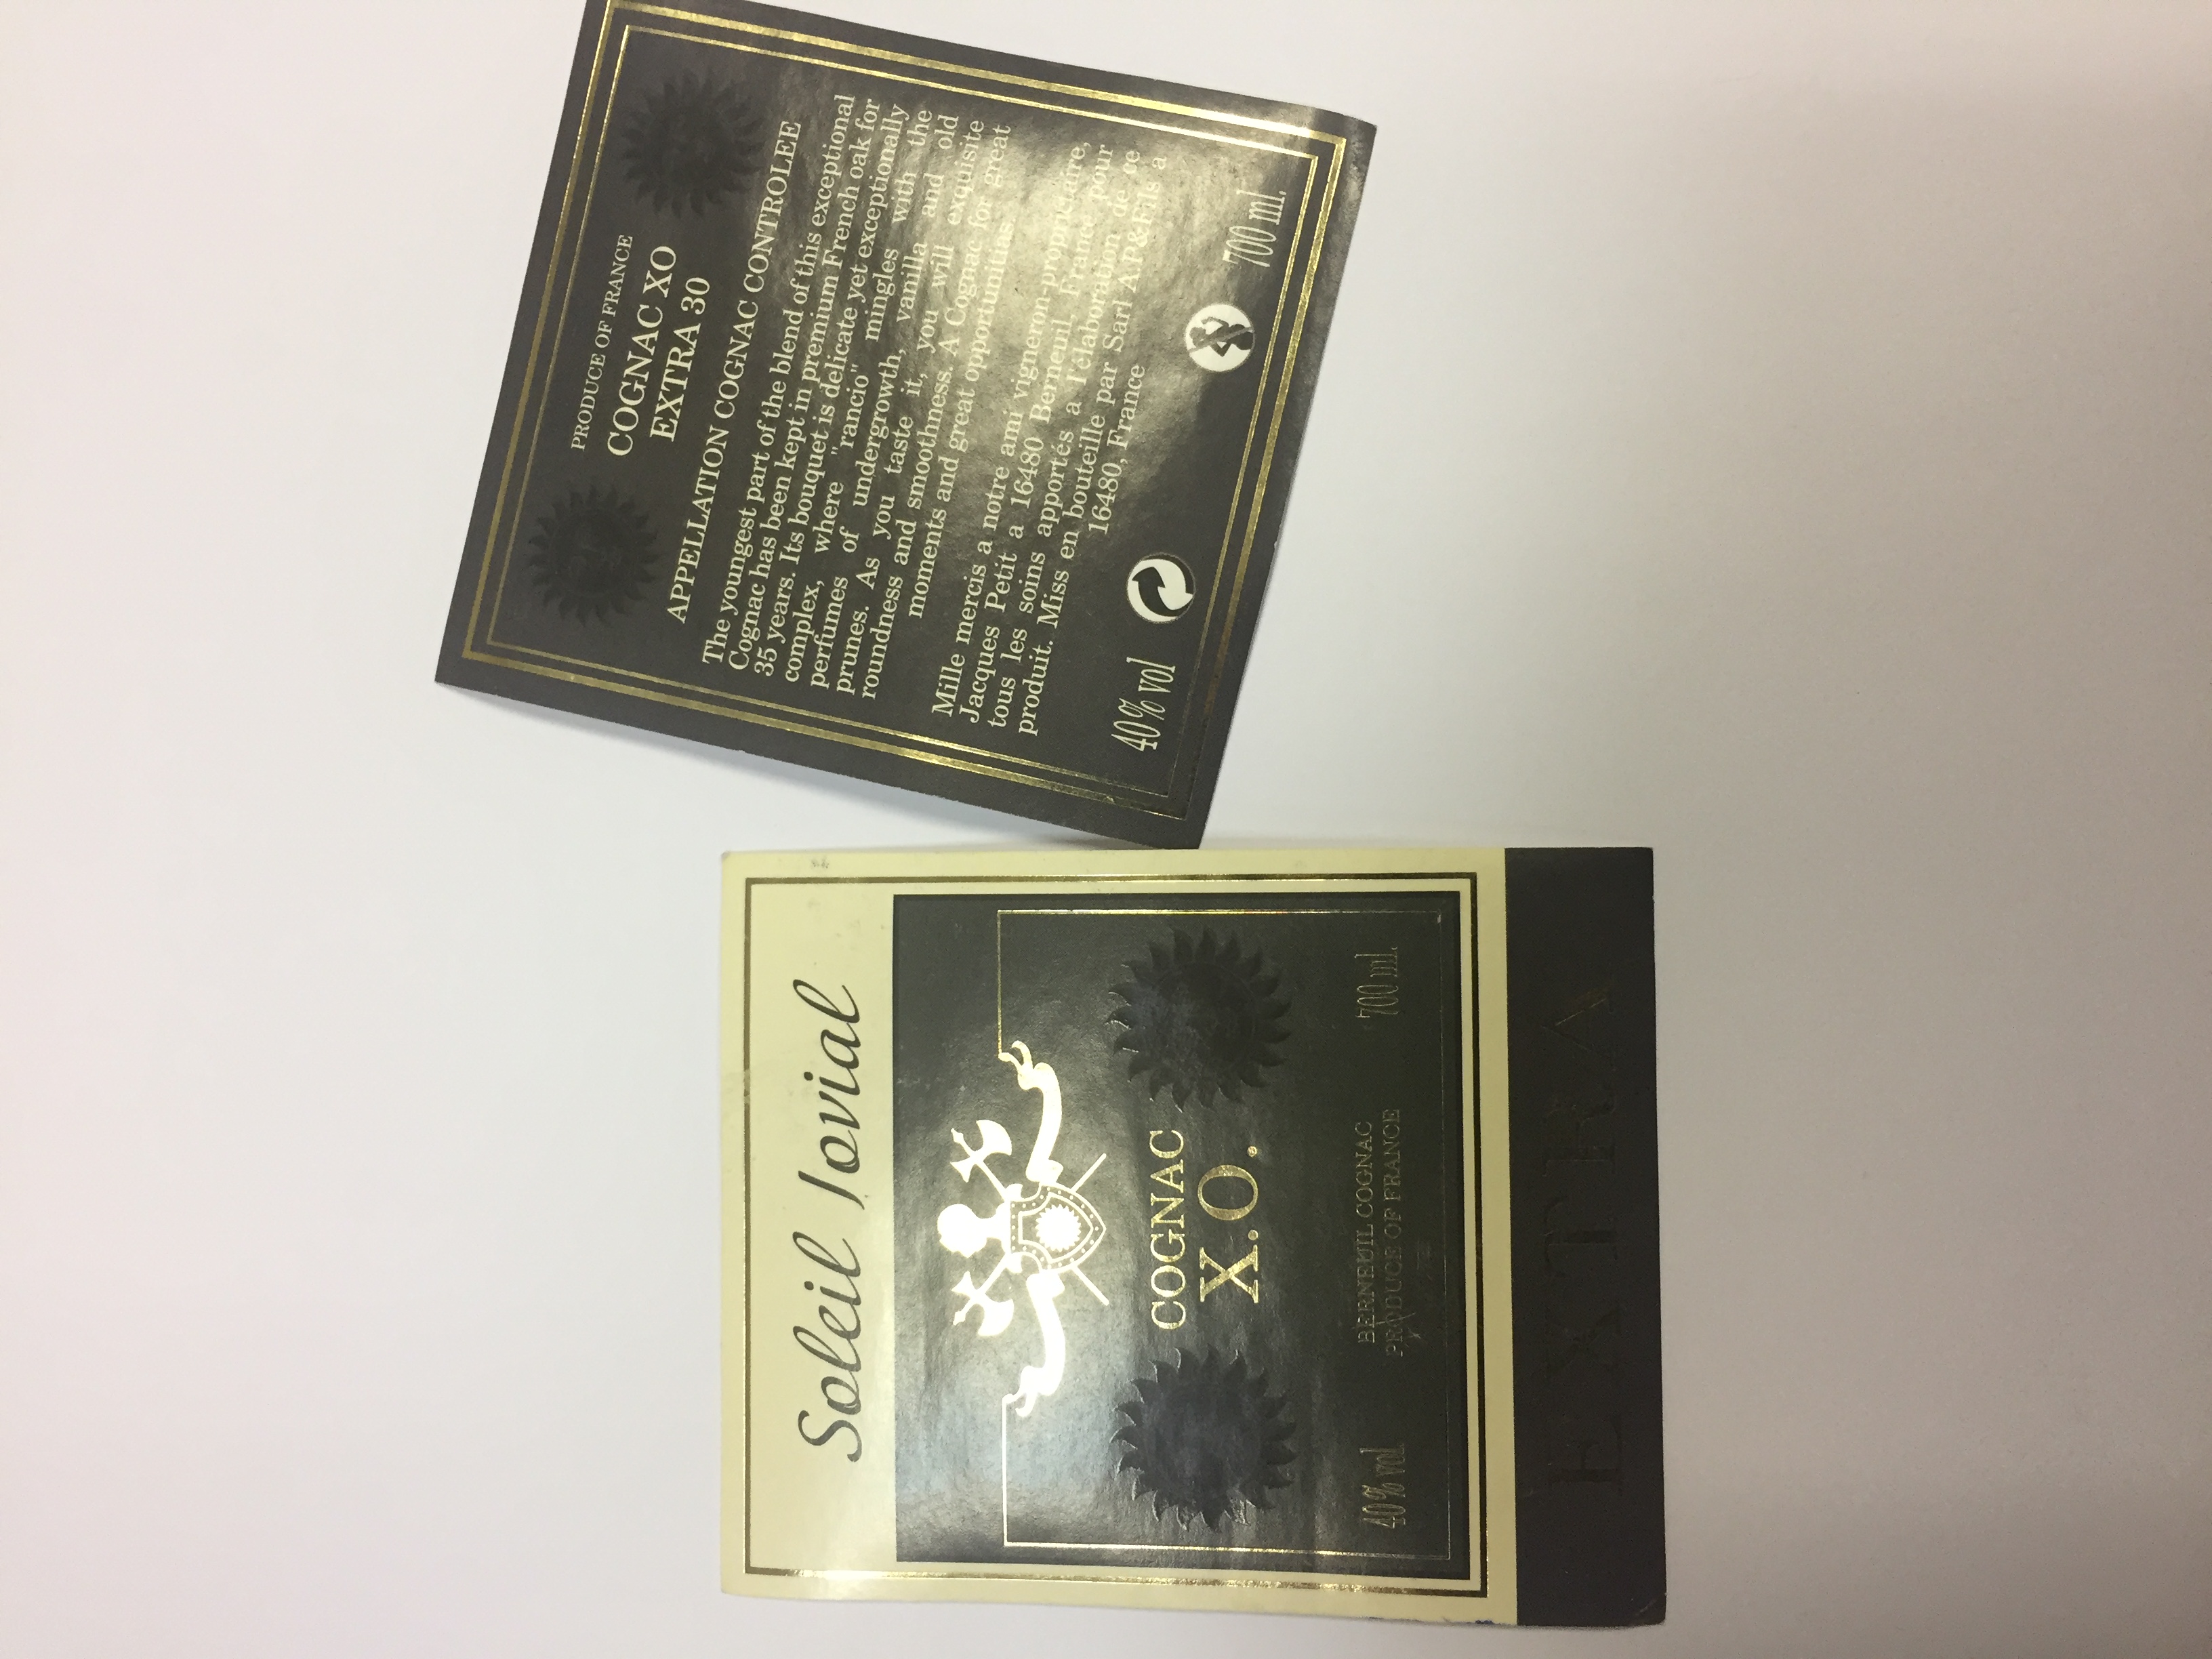 PRODUCE OF FRANCE
COGNAC XO
EXTRA 30
APPELLATION COGNAC CONTROLEE
The youngest part of the blend of this exceptional
Cognac has been kept in premium French oak for
35 years. Its bouquet is delicate yet exceptionally
complex, where "rancio" mingles with the
perfumes of undergrowth, vanilla and old
prunes. As you taste it, you will exquisite
roundness and smoothness. A Cognac for great
moments and great opportunitias
Mille mercis a notre ami vigneron-propriétaire,
Jacques Petit a 16480 Berneuil, France pour
tous les soins apportés a l'élaboration de ce
produit. Miss en bouteille par Sarl AP&Fils a
16480, France
40% vol
700 ml.
Soleil Jovial
COGNAC
X.O.
40% vol.
BERNEUIL COGNAC
PRODUCE OF FRANCE
700 ml.
EXTRA